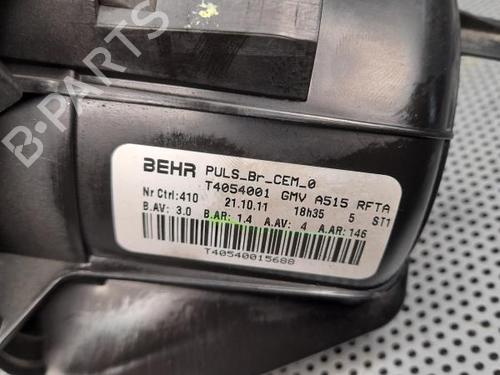 BEHR PULS_Br_CEM_0
T4054001 GMV A515 RFTA
Nr Ctrl:410 21.10.11 18h35 5 ST1
B.AV: 3.0 B.AR: 1.4 A.AV: 4 A.AR:146
T40540015688
B-PARTS
B-PARTS